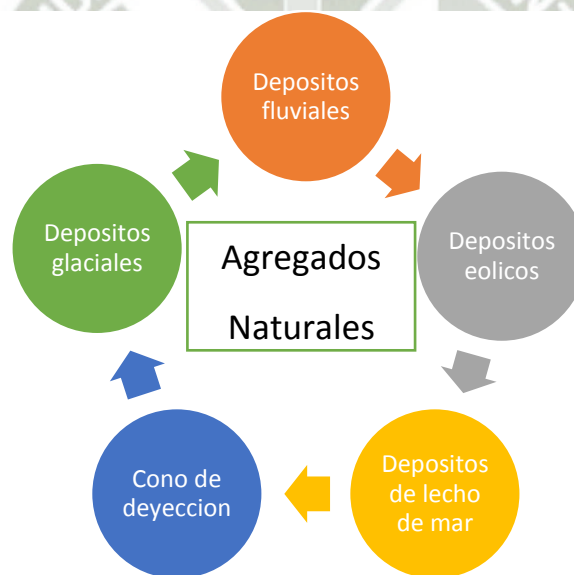 Depositos
fluviales
Depositos
eolicos
Depositos
de lecho
de mar
Cono de
deyeccion
Depositos
glaciales
Agregados
Naturales